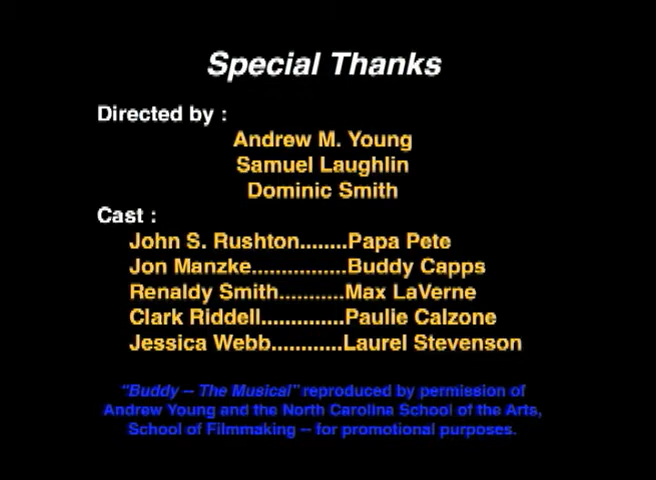 Special Thanks
Directed by :
Andrew M. Young
Samuel Laughlin
Dominic Smith
Cast :
John S. Rushton........Papa Pete
Jon Manzke................Buddy Capps
Renaldy Smith...........Max LaVerne
Clark Riddell..............Paulie Calzone
Jessica Webb............Laurel Stevenson
"Buddy -- The Musical" reproduced by permission of
Andrew Young and the North Carolina School of the Arts,
School of Filmmaking -- for promotional purposes.